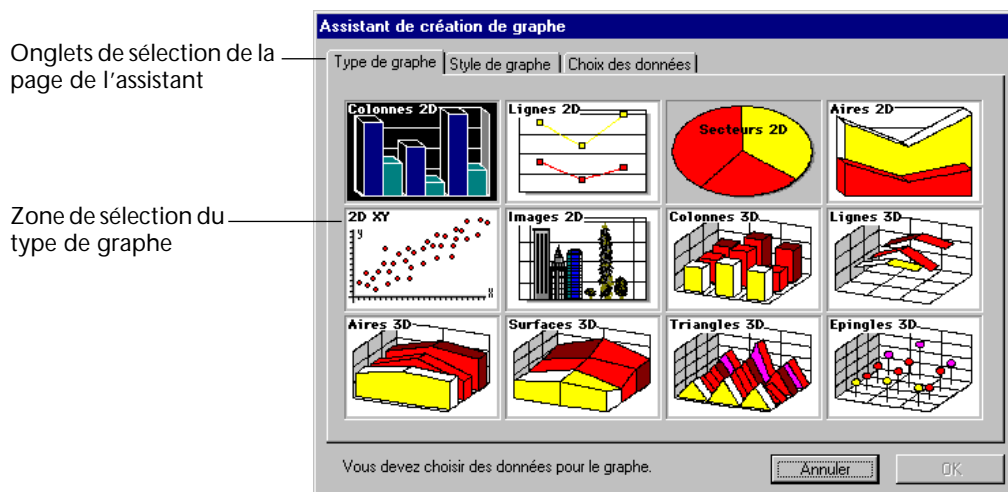 Assistant de création de graphe
Onglets de sélection de la
page de l'assistant
Type de graphe Style de graphe Choix des données
Colonnes 2D Lignes 2D Secteurs 2D Aires 2D
Zone de sélection du
type de graphe
2D XY Images 2D Colonnes 3D Lignes 3D
y
x
Aires 3D Surfaces 3D Triangles 3D Epingles 3D
Vous devez choisir des données pour le graphe. Annuler OK